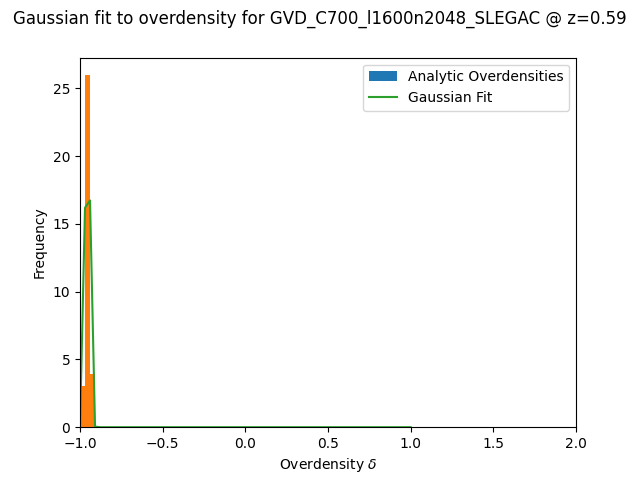 Gaussian fit to overdensity for GVD_C700_l1600n2048_SLEGAC @ z=0.59
Analytic Overdensities
Gaussian Fit
Frequency
25
20
15
10
5
0
−1.0 −0.5 0.0 0.5 1.0 1.5 2.0
Overdensity δ